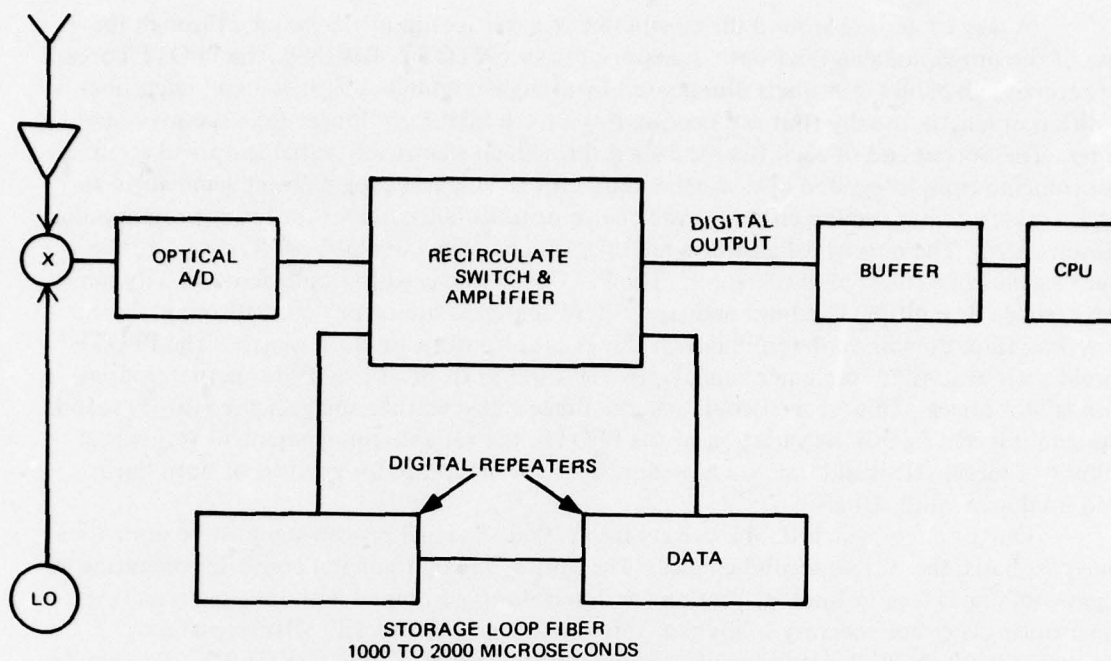 X
OPTICAL
A/D
RECIRCULATE
SWITCH &
AMPLIFIER
DIGITAL
OUTPUT
BUFFER
CPU
DIGITAL REPEATERS
DATA
LO
STORAGE LOOP FIBER
1000 TO 2000 MICROSECONDS